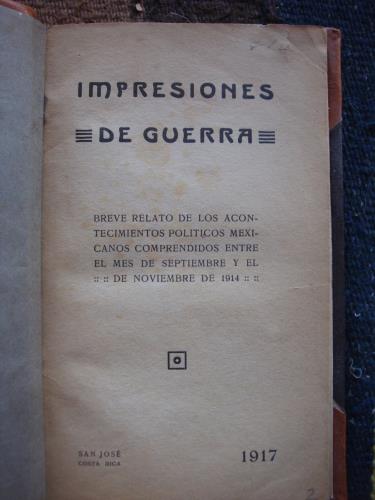 IMPRESIONES
DE GUERRA
BREVE RELATO DE LOS ACON-
TECIMIENTOS POLITICOS MEXI-
CANOS COMPRENDIDOS ENTRE
EL MES DE SEPTIEMBRE Y EL
:: :: DE NOVIEMBRE DE 1914 :: ::
SAN JOSÉ
COSTA RICA
1917